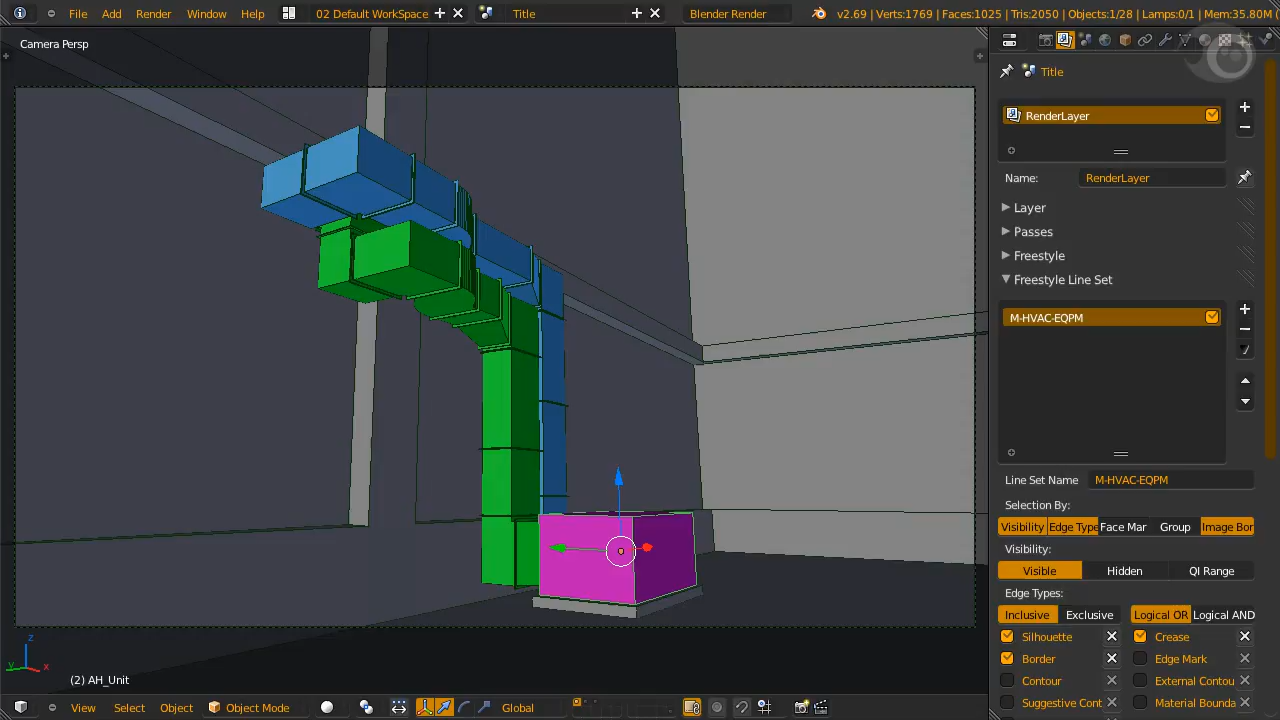 File Add Render Window Help 02 Default WorkSpace Title Blender Render v2.69 | Verts:1769 | Faces:1025 | Tris:2050 | Objects:1/28 | Lamps:0/1 | Mem:35.80M
Camera Persp
Title
RenderLayer
Name: RenderLayer
Layer
Passes
Freestyle
Freestyle Line Set
M-HVAC-EQPM
Line Set Name M-HVAC-EQPM
Selection By:
Visibility Edge Type Face Mar Group Image Bor
Visibility:
Visible Hidden QI Range
Edge Types:
Inclusive Exclusive Logical OR Logical AND
Silhouette Crease
Border Edge Mark
Contour External Contou
Suggestive Cont Material Bounda
z
y x
(2) AH_Unit
View Select Object Object Mode Global